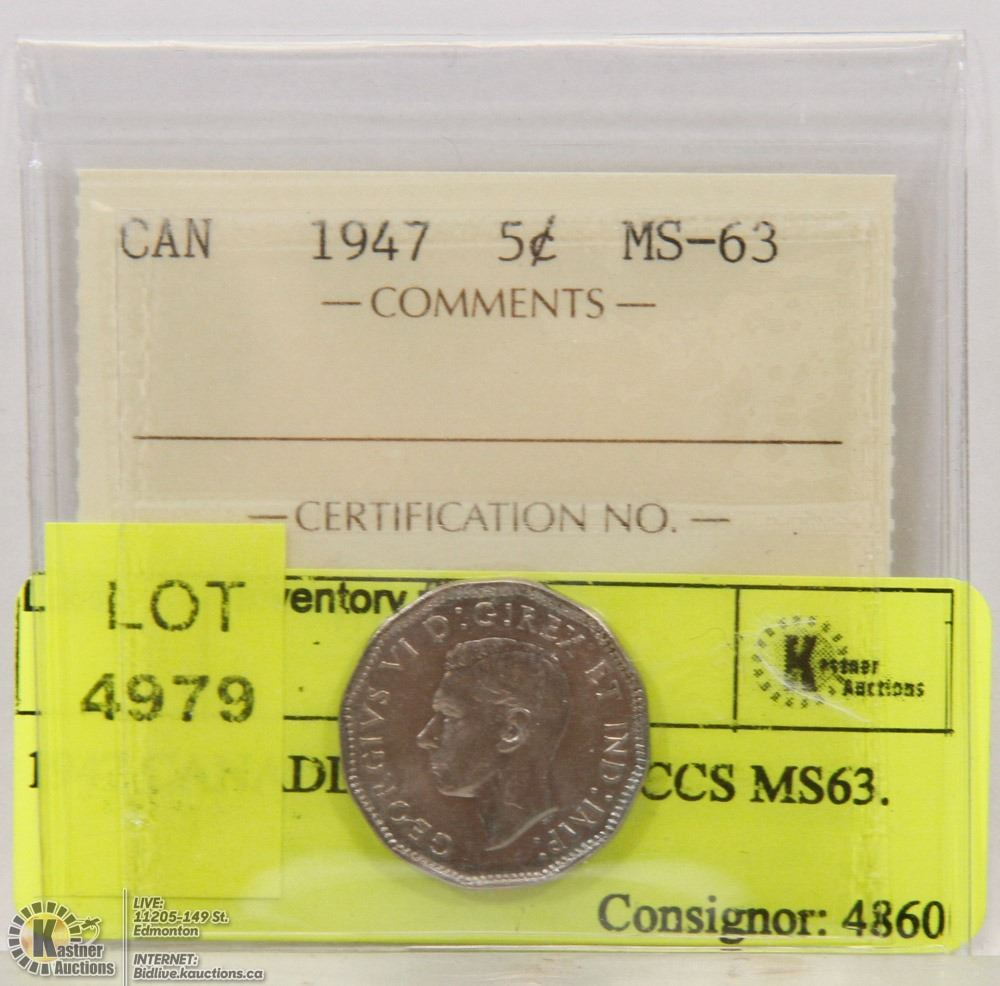 CAN 1947 5¢ MS-63
— COMMENTS —
— CERTIFICATION NO. —
LOT
4979
Kastner
Auctions
GEORGIVS VI D:G:REX ET IND:IMP:
CCS MS63.
Consignor: 4860
Kastner
Auctions
LIVE:
11205-149 St.
Edmonton
INTERNET:
Bidlive.kauctions.ca